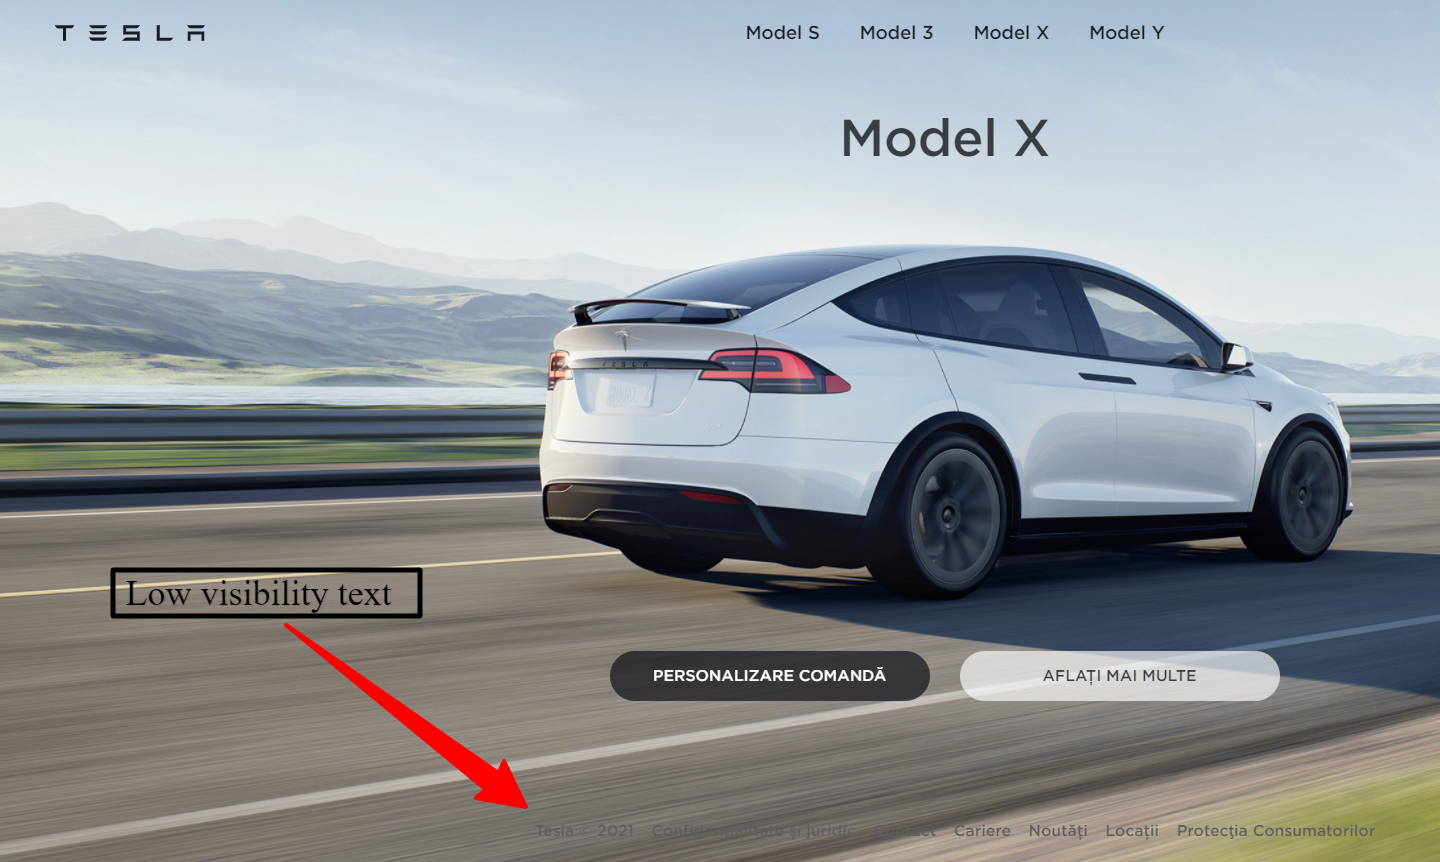 TESLA
Model S Model 3 Model X Model Y
Model X
TESLA
Low visibility text
PERSONALIZARE COMANDĂ AFLAȚI MAI MULTE
Tesla © 2021 Confidențialitate și juridic Contact Cariere Noutăți Locații Protecția Consumatorilor